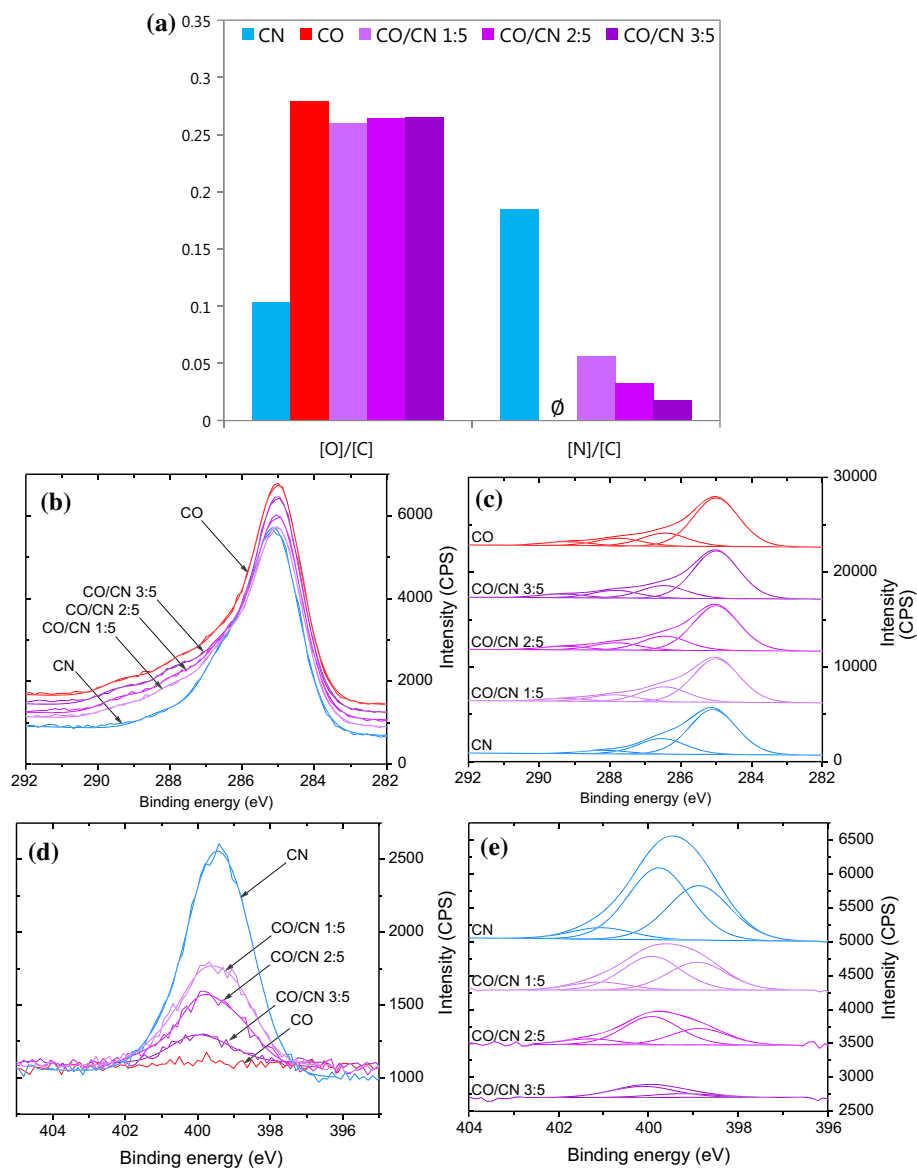 (a)
0.35
CN CO CO/CN 1:5 CO/CN 2:5 CO/CN 3:5
0.3
0.25
0.2
0.15
0.1
0.05
0
Ø
[O]/[C] [N]/[C]
(b)
CO
CO/CN 3:5
CO/CN 2:5
CO/CN 1:5
CN
6000
4000
2000
0
Intensity (CPS)
292 290 288 286 284 282
Binding energy (eV)
(c)
CO
CO/CN 3:5
CO/CN 2:5
CO/CN 1:5
CN
30000
20000
10000
0
Intensity
(CPS)
292 290 288 286 284 282
Binding energy (eV)
(d)
CN
CO/CN 1:5
CO/CN 2:5
CO/CN 3:5
CO
2500
2000
1500
1000
Intensity (CPS)
404 402 400 398 396
Binding energy (eV)
(e)
CN
CO/CN 1:5
CO/CN 2:5
CO/CN 3:5
6500
6000
5500
5000
4500
4000
3500
3000
2500
Intensity (CPS)
404 402 400 398 396
Binding energy (eV)